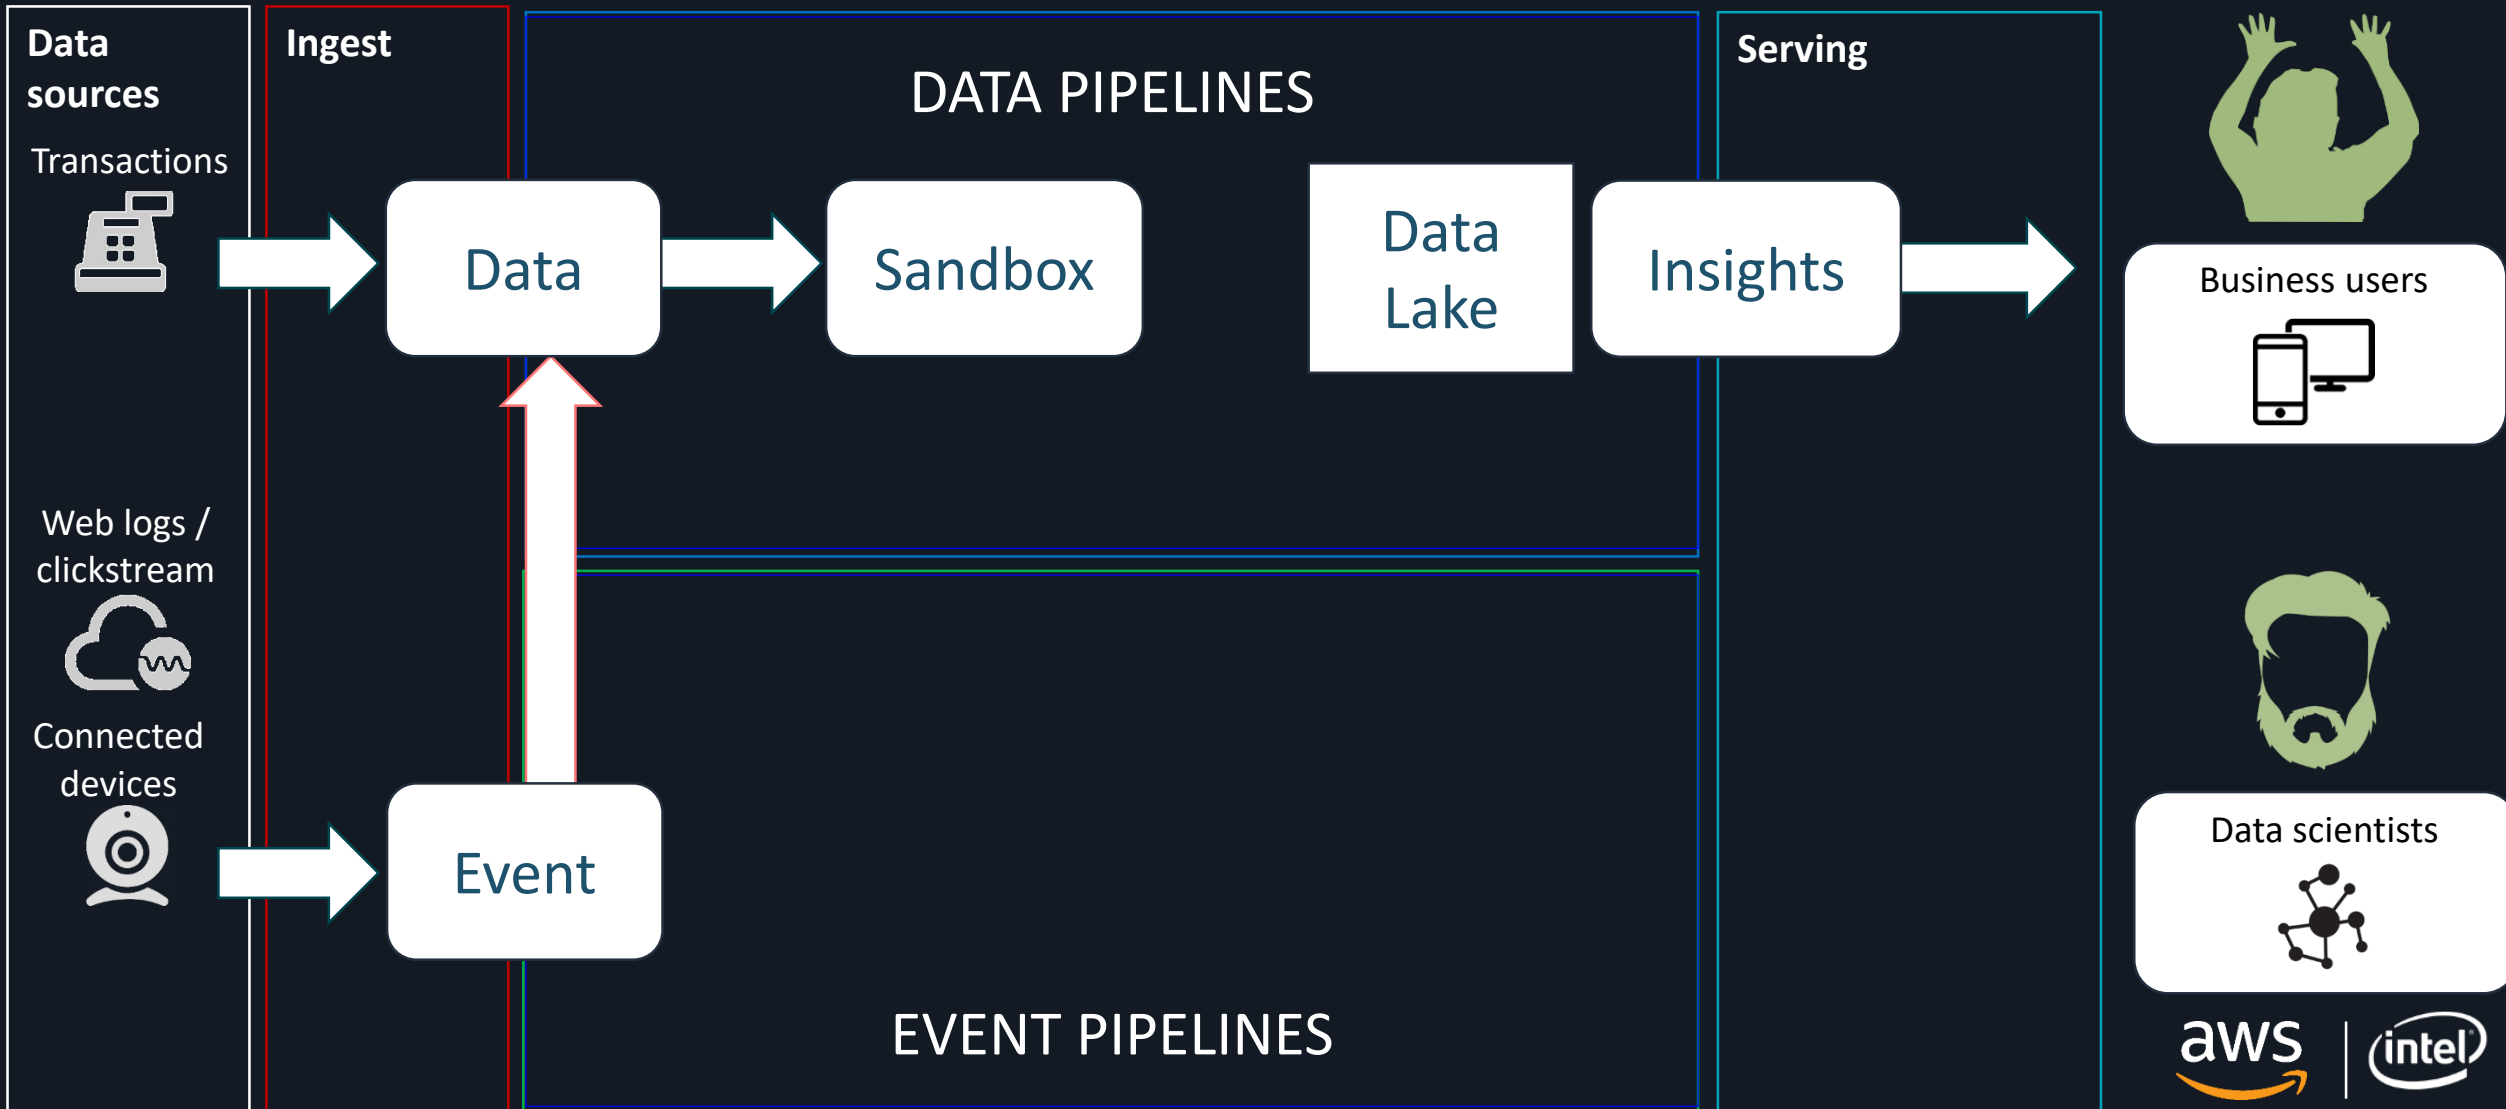 Data
sources
Transactions
Web logs /
clickstream
Connected
devices
Ingest
DATA PIPELINES
Data
Sandbox
Data
Lake
Insights
Event
EVENT PIPELINES
Serving
Business users
Data scientists
aws
intel